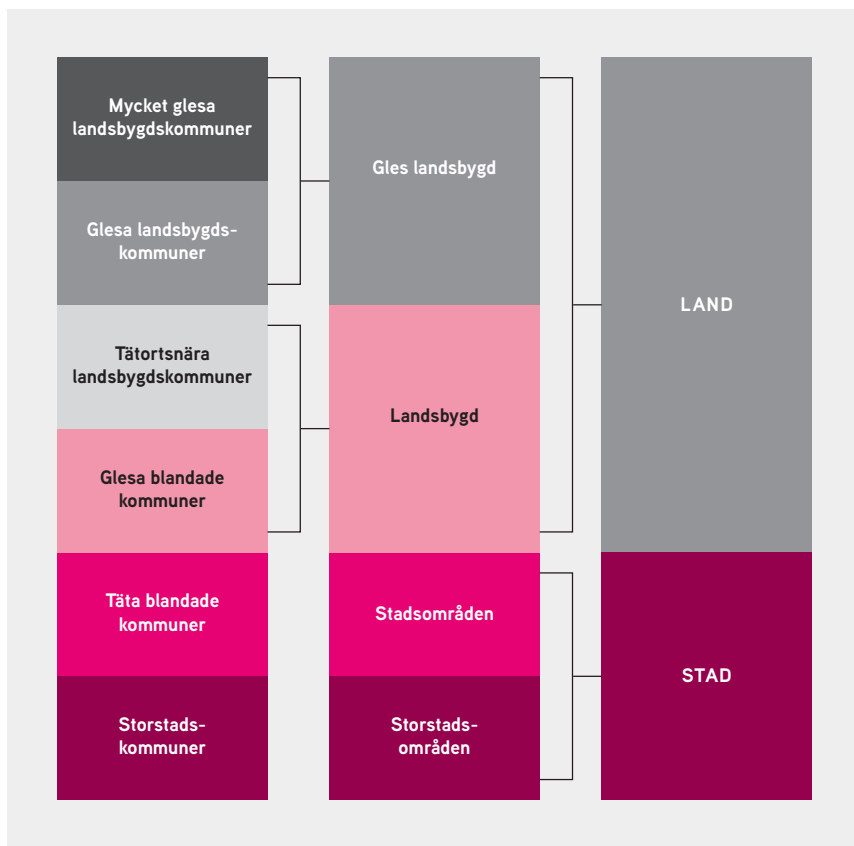 Mycket glesa
landsbygdskommuner
Glesa landsbygds-
kommuner
Tätortsnära
landsbygdskommuner
Glesa blandade
kommuner
Täta blandade
kommuner
Storstads-
kommuner
Gles landsbygd
Landsbygd
Stadsområden
Storstads-
områden
LAND
STAD